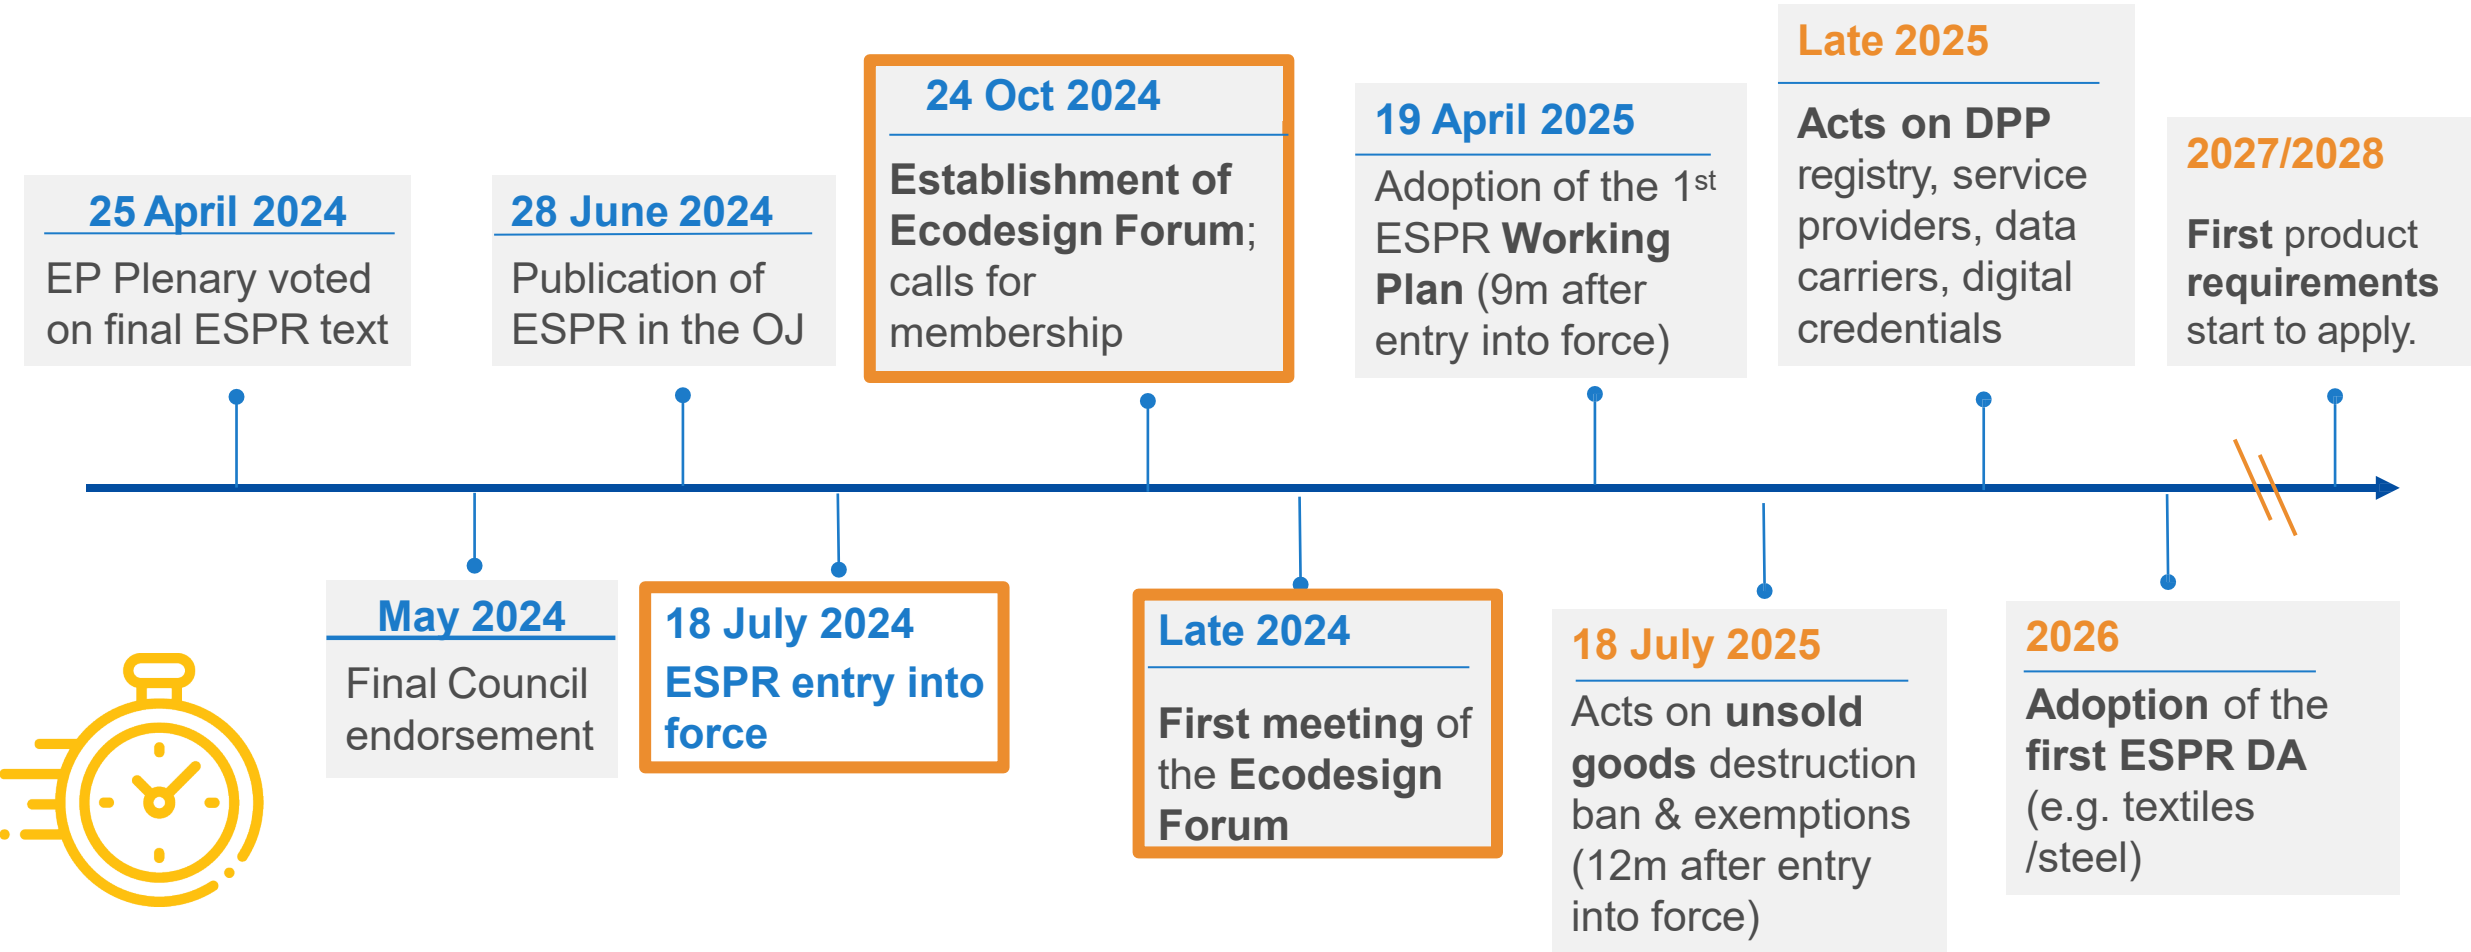 25 April 2024
EP Plenary voted
on final ESPR text
May 2024
Final Council
endorsement
28 June 2024
Publication of
ESPR in the OJ
18 July 2024
ESPR entry into
force
24 Oct 2024
Establishment of
Ecodesign Forum;
calls for
membership
Late 2024
First meeting of
the Ecodesign
Forum
19 April 2025
Adoption of the 1st
ESPR Working
Plan (9m after
entry into force)
18 July 2025
Acts on unsold
goods destruction
ban & exemptions
(12m after entry
into force)
Late 2025
Acts on DPP
registry, service
providers, data
carriers, digital
credentials
2026
Adoption of the
first ESPR DA
(e.g. textiles
/steel)
2027/2028
First product
requirements
start to apply.